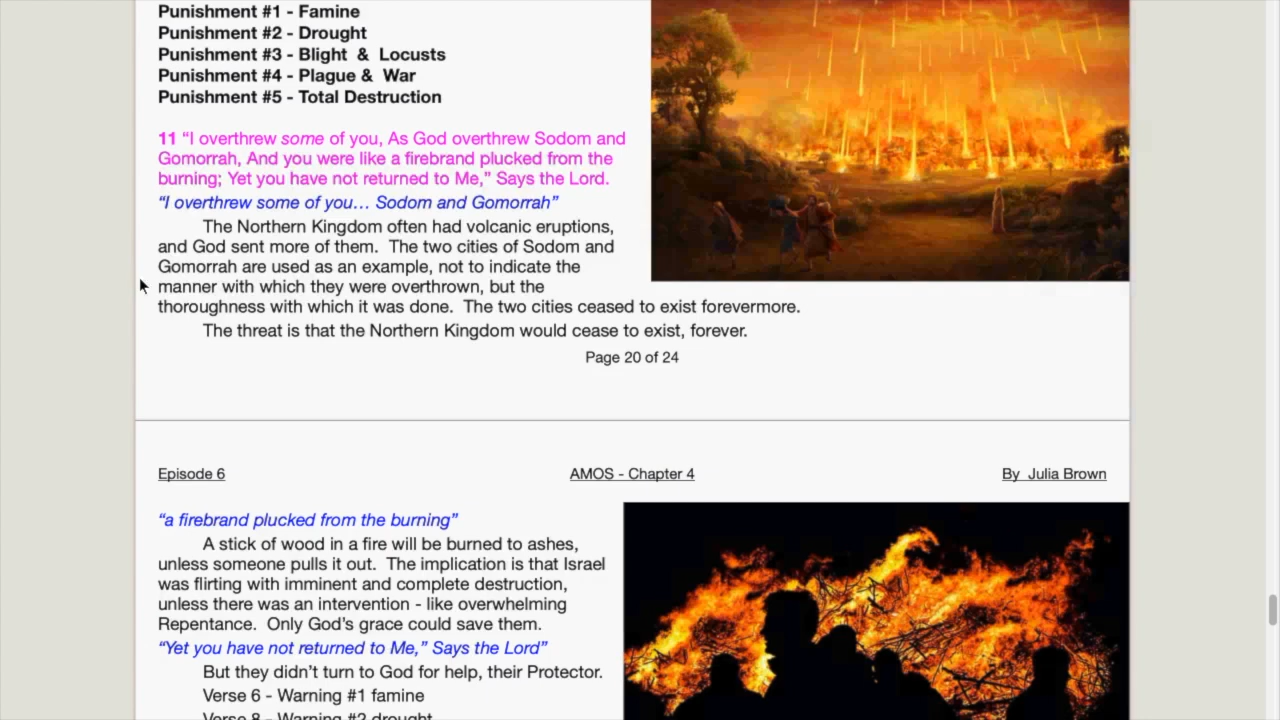 Punishment #1 - Famine
Punishment #2 - Drought
Punishment #3 - Blight & Locusts
Punishment #4 - Plague & War
Punishment #5 - Total Destruction
11 “I overthrew some of you, As God overthrew Sodom and
Gomorrah, And you were like a firebrand plucked from the
burning; Yet you have not returned to Me,” Says the Lord.
“I overthrew some of you… Sodom and Gomorrah”
The Northern Kingdom often had volcanic eruptions,
and God sent more of them. The two cities of Sodom and
Gomorrah are used as an example, not to indicate the
manner with which they were overthrown, but the
thoroughness with which it was done. The two cities ceased to exist forevermore.
The threat is that the Northern Kingdom would cease to exist, forever.
Page 20 of 24
Episode 6 AMOS - Chapter 4 By Julia Brown
“a firebrand plucked from the burning”
A stick of wood in a fire will be burned to ashes,
unless someone pulls it out. The implication is that Israel
was flirting with imminent and complete destruction,
unless there was an intervention - like overwhelming
Repentance. Only God’s grace could save them.
“Yet you have not returned to Me,” Says the Lord”
But they didn’t turn to God for help, their Protector.
Verse 6 - Warning #1 famine
Verse 8 - Warning #2 drought